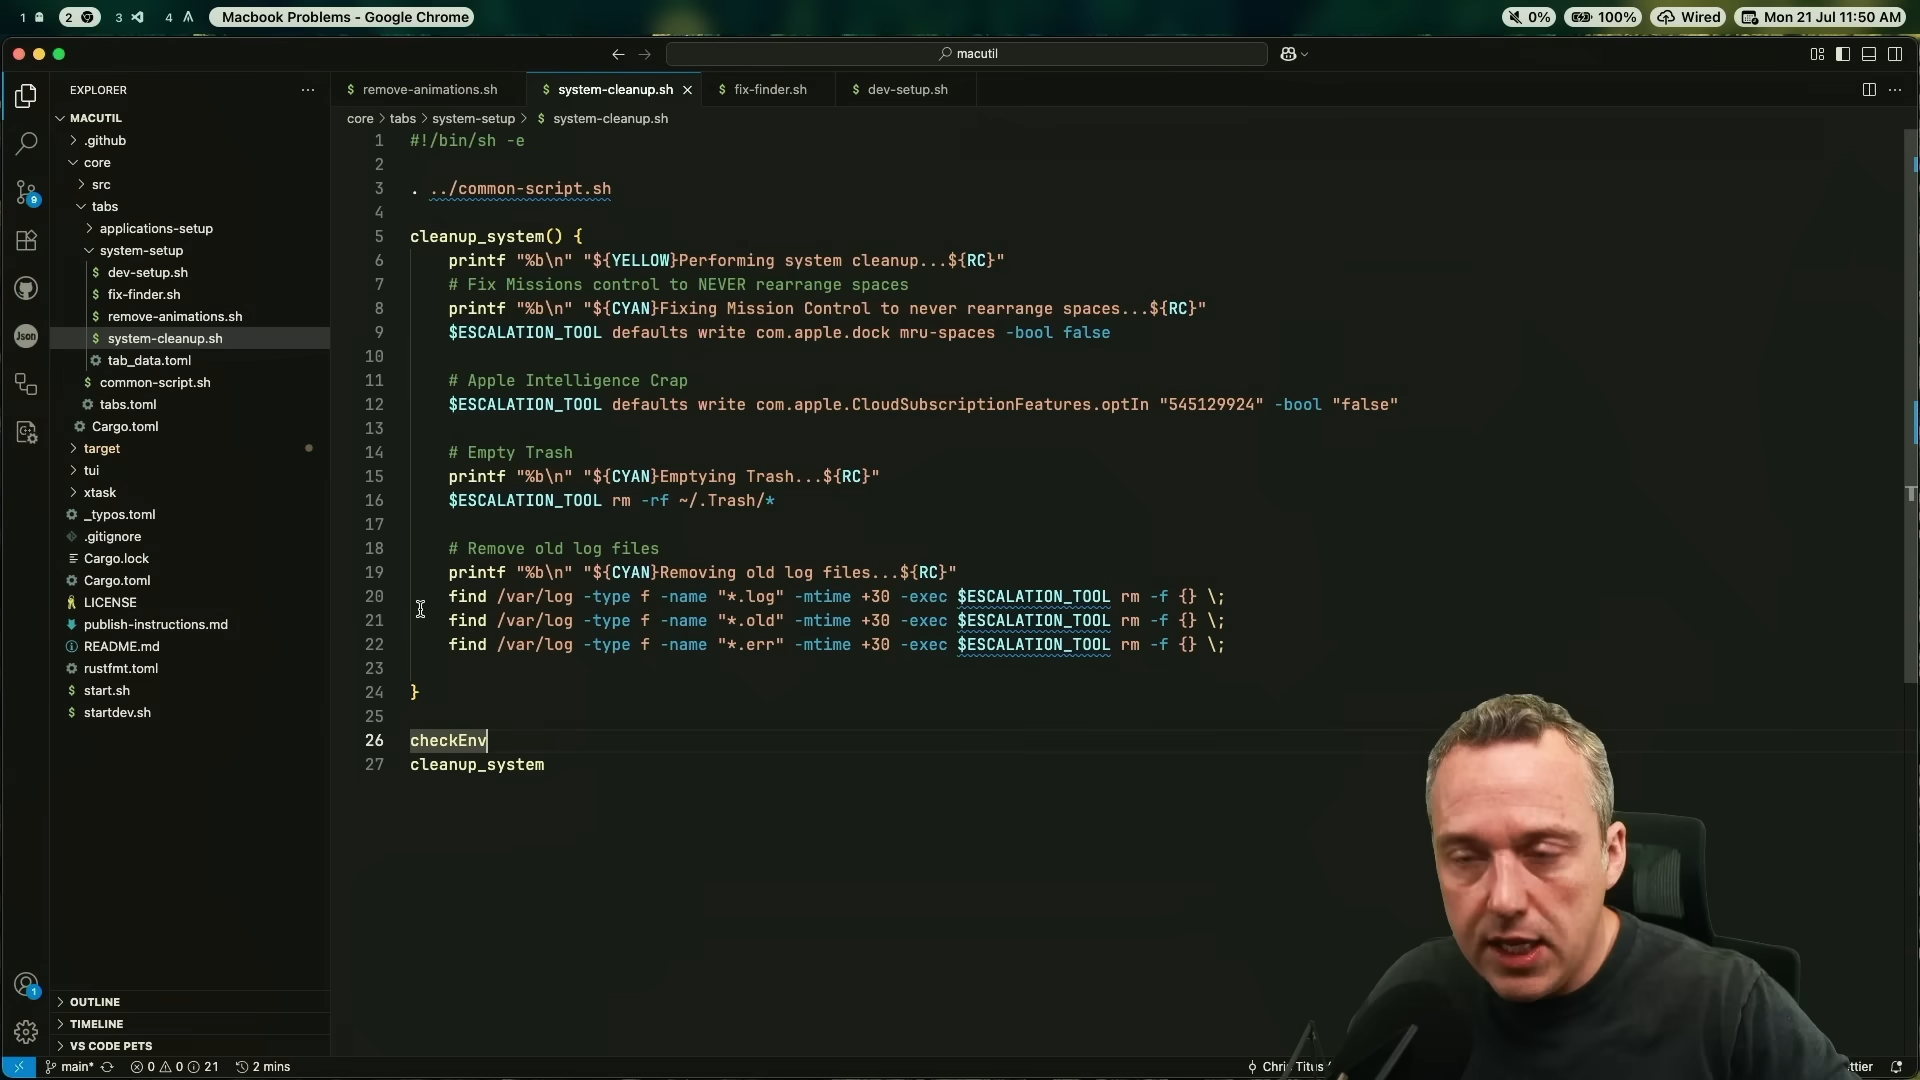 1
2
3
4
Macbook Problems - Google Chrome
0%
100%
Wired
Mon 21 Jul 11:50 AM
macutil
EXPLORER
MACUTIL
.github
core
src
tabs
applications-setup
system-setup
$ dev-setup.sh
$ fix-finder.sh
$ remove-animations.sh
$ system-cleanup.sh
tab_data.toml
$ common-script.sh
tabs.toml
Cargo.toml
target
tui
xtask
_typos.toml
.gitignore
Cargo.lock
Cargo.toml
LICENSE
publish-instructions.md
README.md
rustfmt.toml
$ start.sh
$ startdev.sh
OUTLINE
TIMELINE
VS CODE PETS
9
Json
1
$ remove-animations.sh
$ system-cleanup.sh
$ fix-finder.sh
$ dev-setup.sh
core > tabs > system-setup > $ system-cleanup.sh
1 #!/bin/sh -e
2
3 . ../common-script.sh
4
5 cleanup_system() {
6 printf "%b\n" "${YELLOW}Performing system cleanup...${RC}"
7 # Fix Missions control to NEVER rearrange spaces
8 printf "%b\n" "${CYAN}Fixing Mission Control to never rearrange spaces...${RC}"
9 $ESCALATION_TOOL defaults write com.apple.dock mru-spaces -bool false
10
11 # Apple Intelligence Crap
12 $ESCALATION_TOOL defaults write com.apple.CloudSubscriptionFeatures.optIn "545129924" -bool "false"
13
14 # Empty Trash
15 printf "%b\n" "${CYAN}Emptying Trash...${RC}"
16 $ESCALATION_TOOL rm -rf ~/.Trash/*
17
18 # Remove old log files
19 printf "%b\n" "${CYAN}Removing old log files...${RC}"
20 find /var/log -type f -name "*.log" -mtime +30 -exec $ESCALATION_TOOL rm -f {} \;
21 find /var/log -type f -name "*.old" -mtime +30 -exec $ESCALATION_TOOL rm -f {} \;
22 find /var/log -type f -name "*.err" -mtime +30 -exec $ESCALATION_TOOL rm -f {} \;
23
24 }
25
26 checkEnv
27 cleanup_system
main*
0
0
21
2 mins
Chris Titus